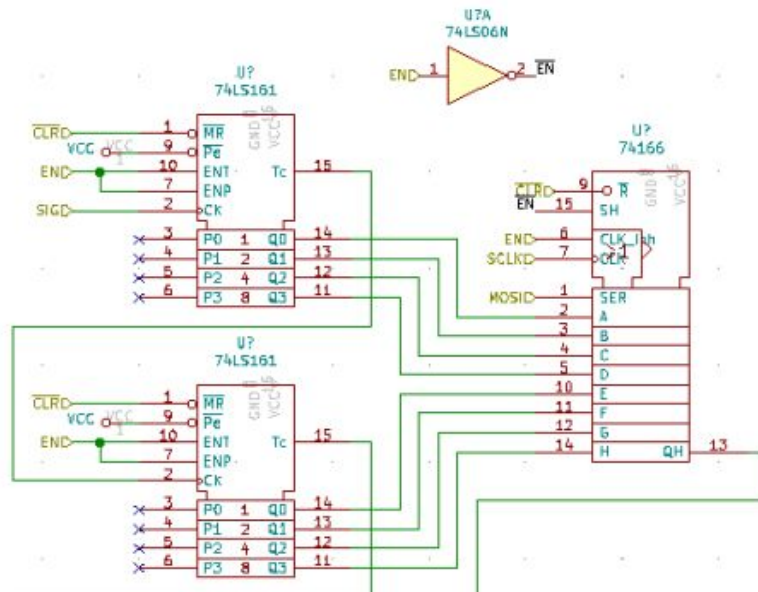 U?A
74LS06N
END 1 2 EN
U?
74LS161
CLR 1 MR
VCC VCC 9 Pe
1
END 10 ENT Tc 15
7 ENP
SIG 2 Ck
GND 8
VCC 16
3 P0 1 Q0 14
4 P1 2 Q1 13
5 P2 4 Q2 12
6 P3 8 Q3 11
U?
74166
CLR 9 R
EN 15 SH
GND 8
VCC 16
EN 6 CLK_Inh
SCLK 7 CLK
MOSI 1 SER
2 A
3 B
4 C
5 D
10 E
11 F
12 G
14 H QH 13
U?
74LS161
CLR 1 MR
VCC VCC 9 Pe
1
EN 10 ENT Tc 15
7 ENP
2 Ck
GND 8
VCC 16
3 P0 1 Q0 14
4 P1 2 Q1 13
5 P2 4 Q2 12
6 P3 8 Q3 11